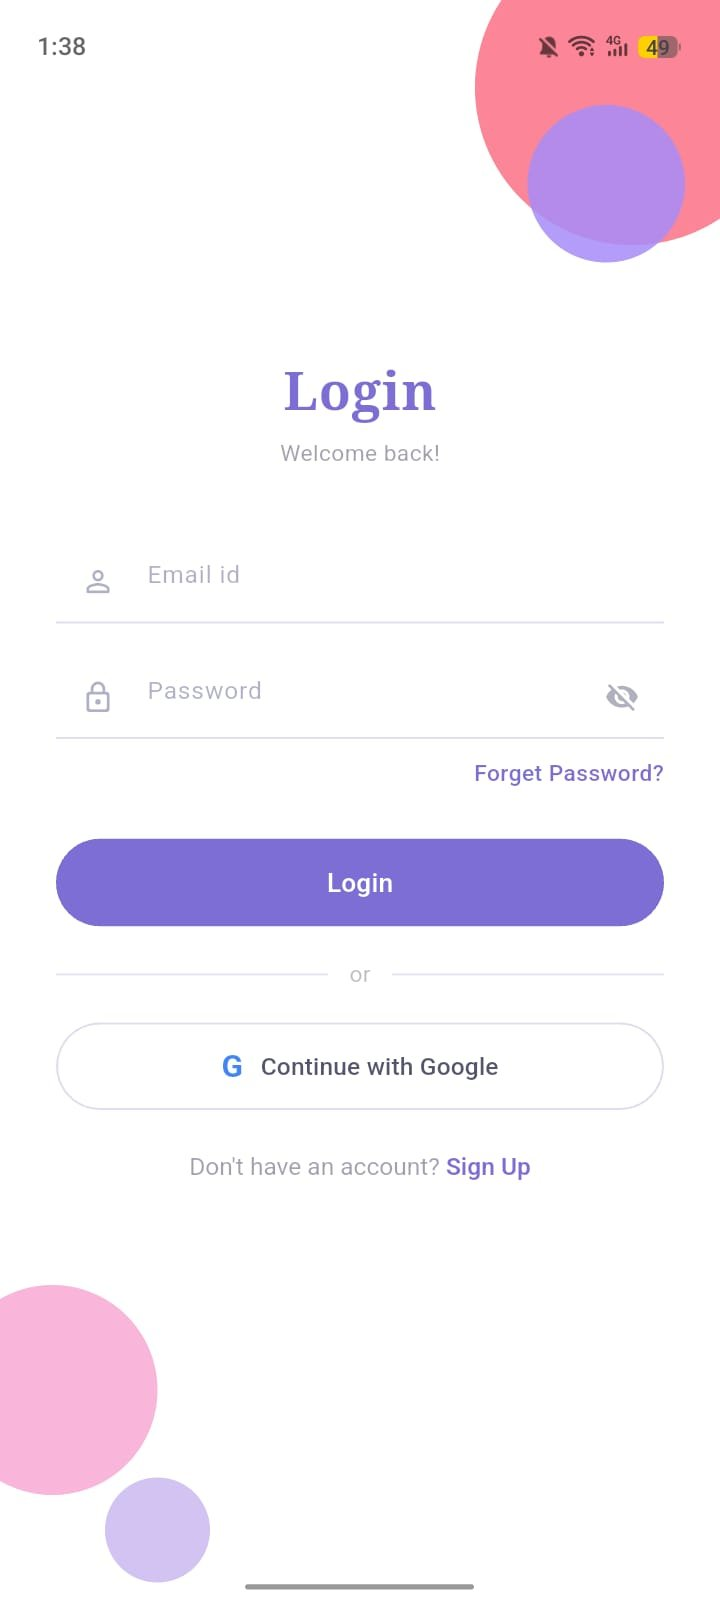 1:38
4G
49
Login
Welcome back!
Email id
Password
Forget Password?
Login
or
G Continue with Google
Don't have an account? Sign Up